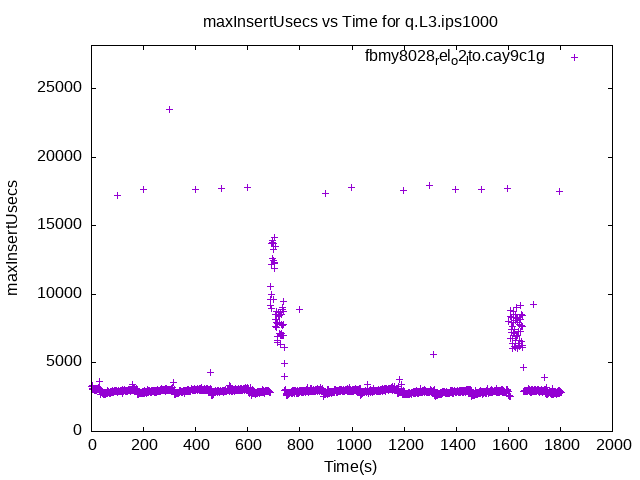 maxInsertUsecs vs Time for q.L3.ips1000
fbmy8028_rel_o2_lto.cay9c1g
25000
20000
15000
10000
5000
0
maxInsertUsecs
0 200 400 600 800 1000 1200 1400 1600 1800 2000
Time(s)